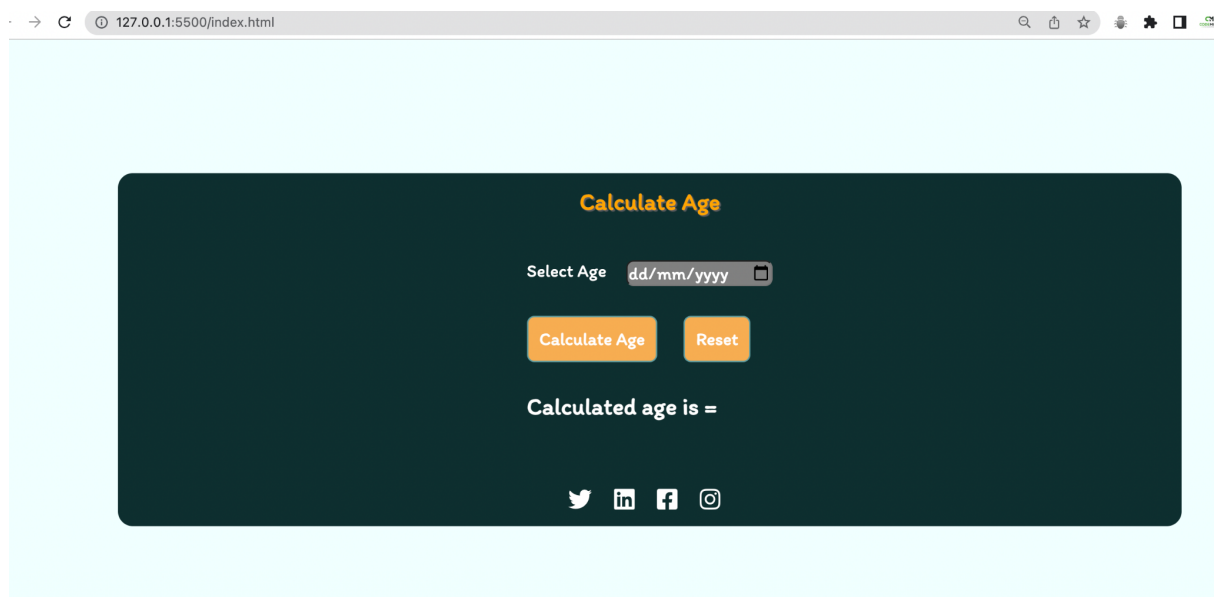 127.0.0.1:5500/index.html
Calculate Age
Select Age dd/mm/yyyy
Calculate Age Reset
Calculated age is =